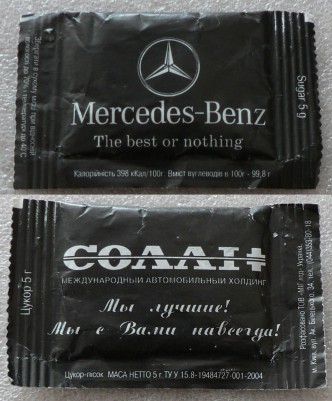 Mercedes-Benz
The best or nothing
Калорійність 398 кКал/100г. Вміст вуглеводів в 100г - 99,8 г
Sugar 5 g
СОЛЛІ+
МЕЖДУНАРОДНЫЙ АВТОМОБИЛЬНЫЙ ХОЛДИНГ
Мы лучшие!
Мы с Вами навсегда!
Цукор-пісок МАСА НЕТТО 5 г. ТУ У 15.8-19484727-001-2004
Цукор 5 г